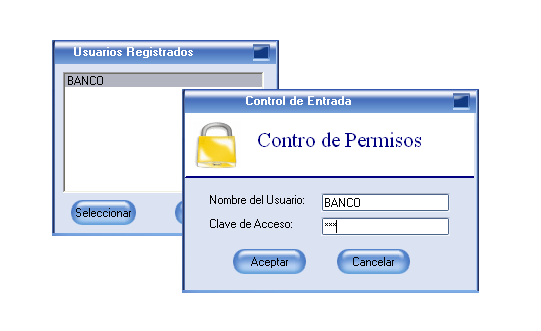 Usuarios Registrados
BANCO
Seleccionar
Control de Entrada
Contro de Permisos
Nombre del Usuario:
BANCO
Clave de Acceso:
***
Aceptar
Cancelar